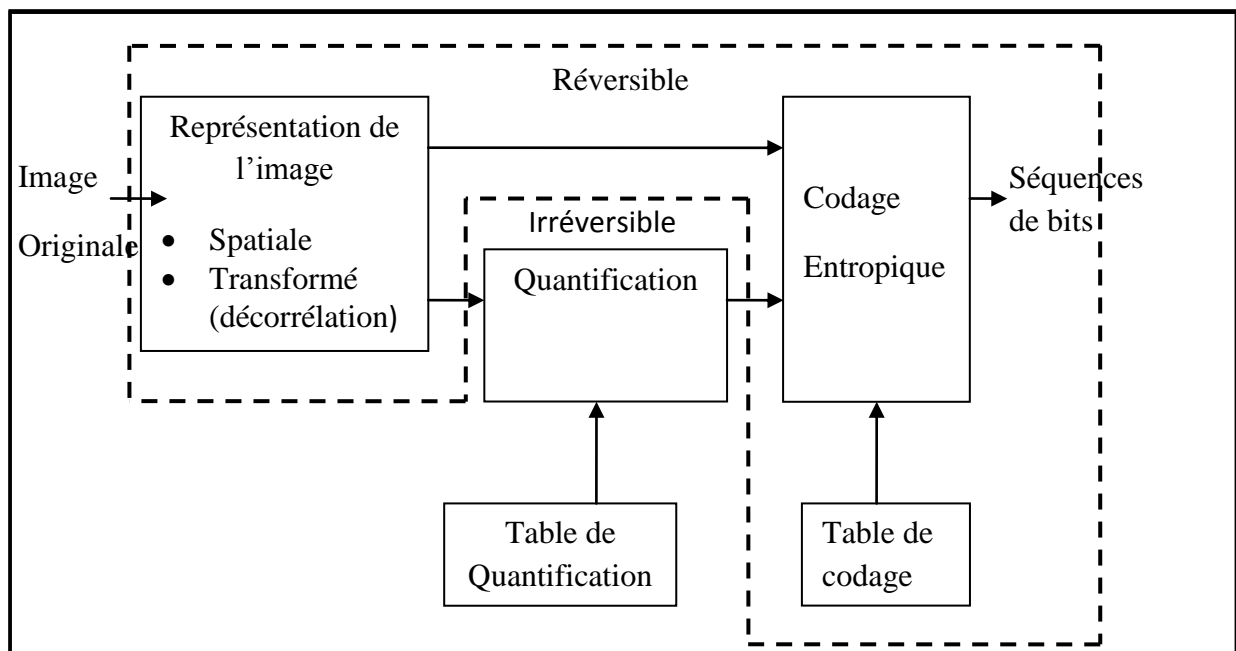 Réversible
Représentation de
l’image
Image
Originale
• Spatiale
• Transformé
(décorrélation)
Irréversible
Quantification
Codage
Entropique
Séquences
de bits
Table de
Quantification
Table de
codage